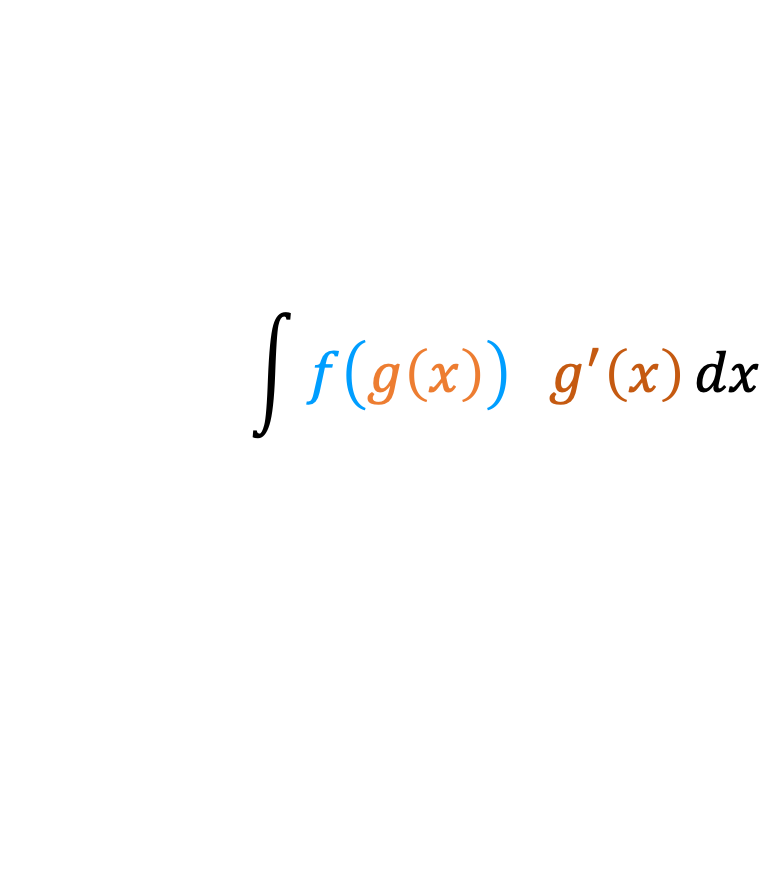 ∫ f(g(x)) g′(x) dx